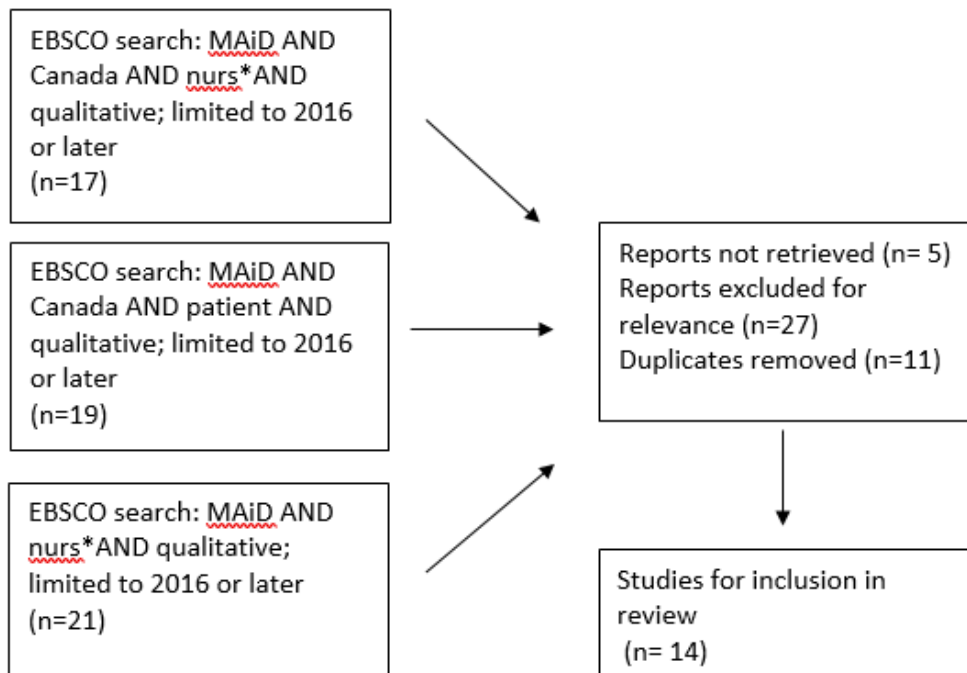 EBSCO search: MAiD AND
Canada AND nurs*AND
qualitative; limited to 2016
or later
(n=17)
EBSCO search: MAiD AND
Canada AND patient AND
qualitative; limited to 2016
or later
(n=19)
EBSCO search: MAiD AND
nurs*AND qualitative;
limited to 2016 or later
(n=21)
Reports not retrieved (n= 5)
Reports excluded for
relevance (n=27)
Duplicates removed (n=11)
Studies for inclusion in
review
(n= 14)